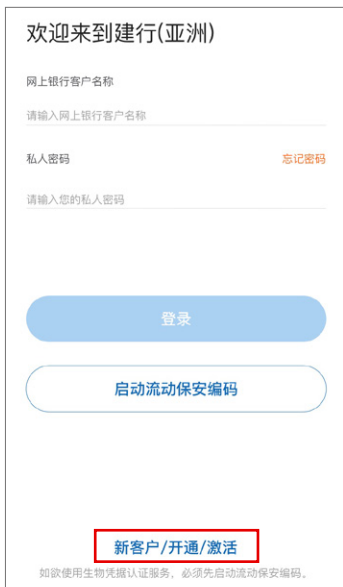 欢迎来到建行(亚洲)
网上银行客户名称
请输入网上银行客户名称
私人密码 忘记密码
请输入您的私人密码
登录
启动流动保安编码
新客户/开通/激活
如欲使用生物凭据认证服务，必须先启动流动保安编码。